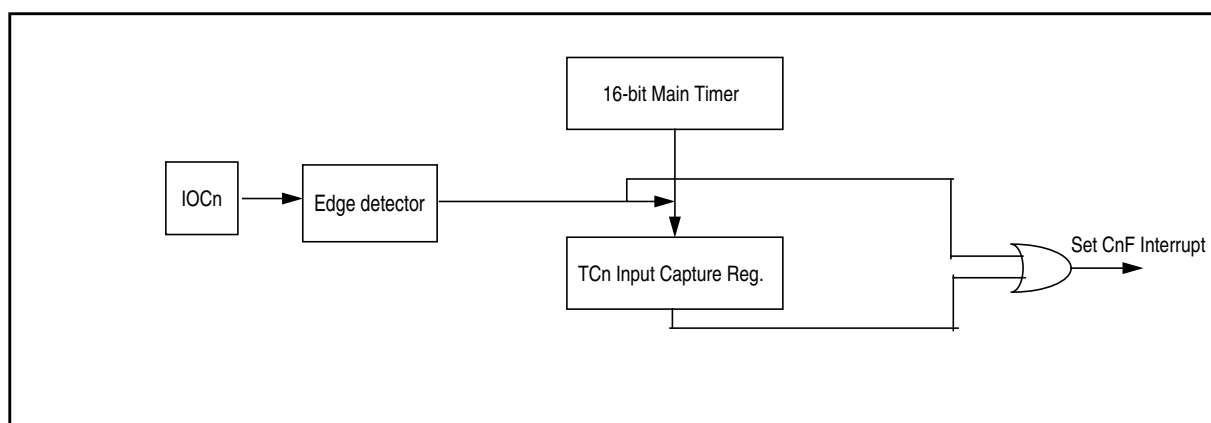 16-bit Main Timer
IOCn
Edge detector
TCn Input Capture Reg.
Set CnF Interrupt